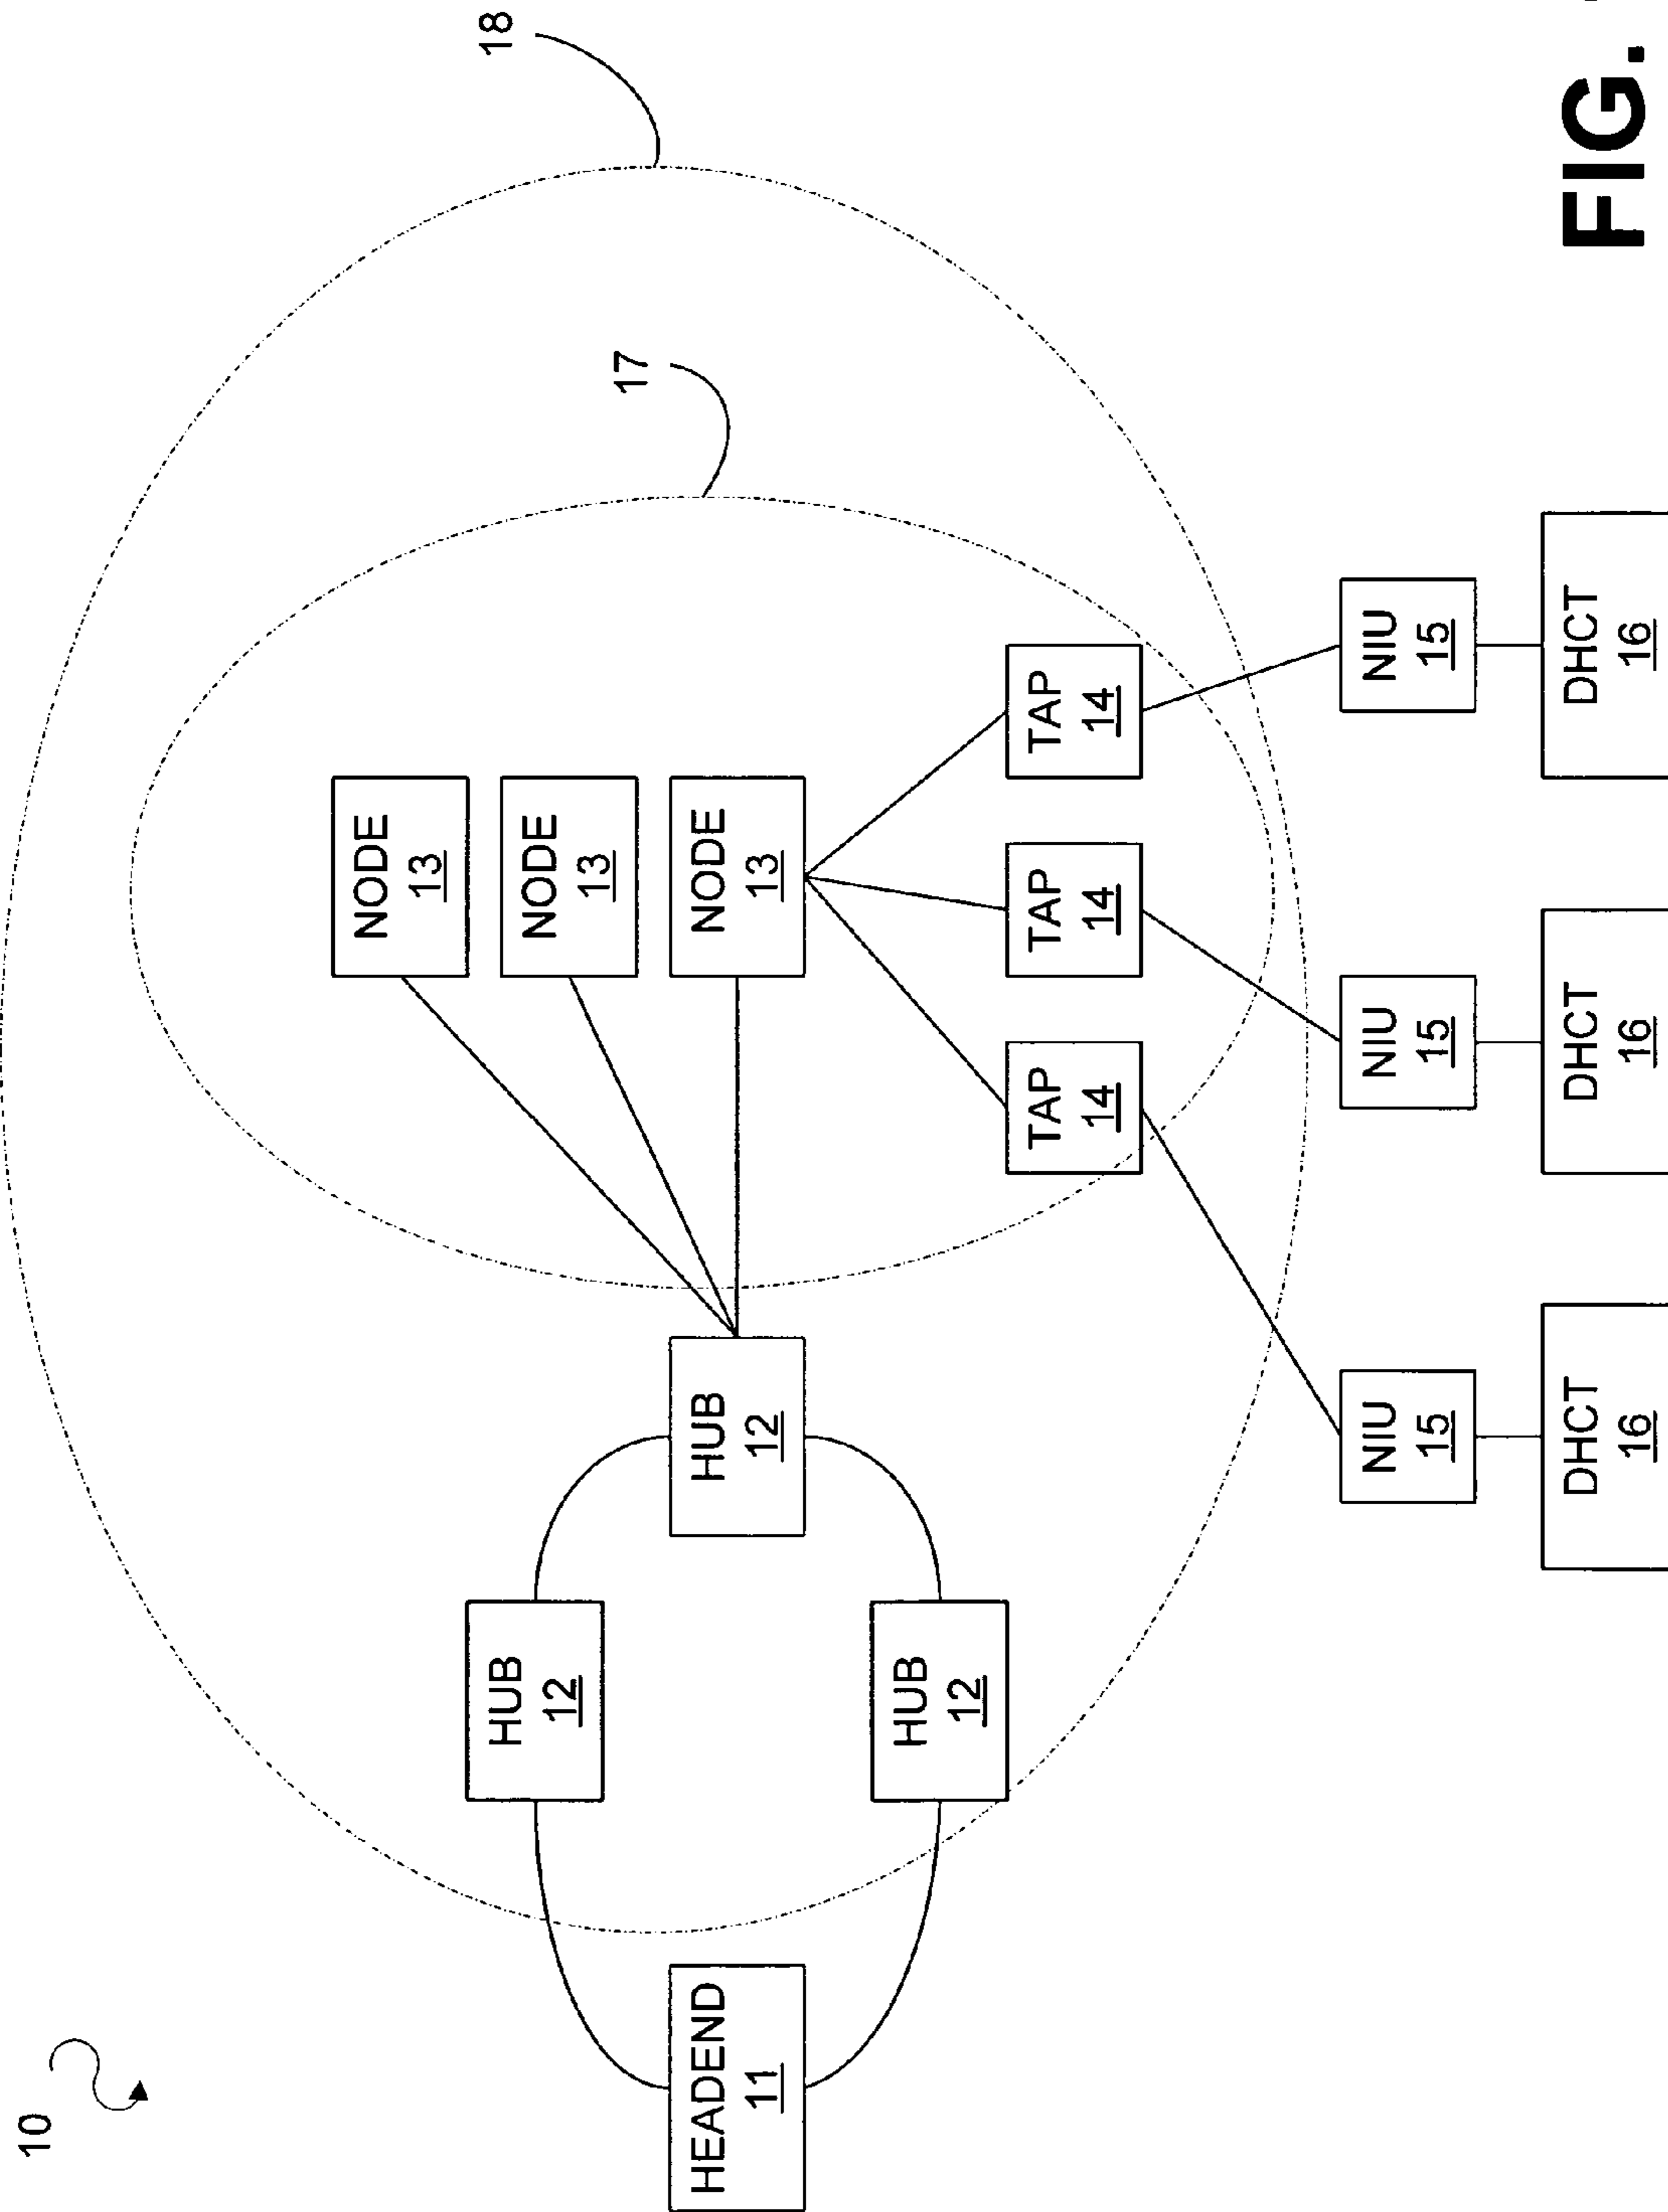 10
18
NODE
13
HUB
12
NODE
13
17
HEADEND
11
HUB
12
NODE
13
HUB
12
TAP
14
TAP
14
TAP
14
NIU
15
NIU
15
NIU
15
DHCT
16
DHCT
16
DHCT
16
FIG.